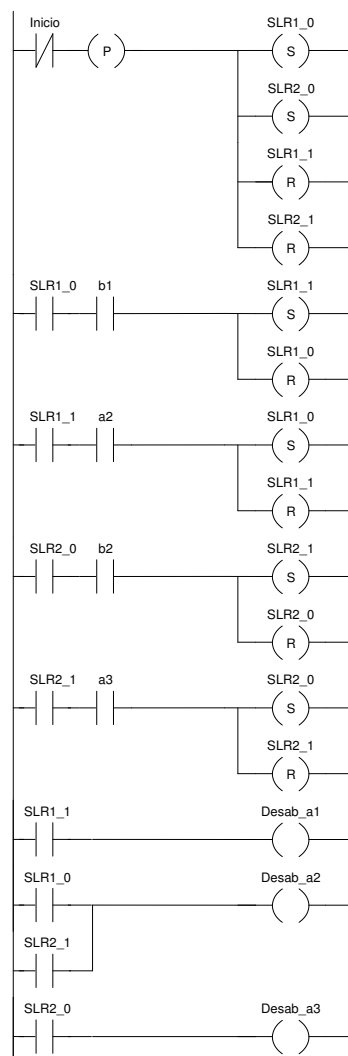 Inicio SLR1_0
P S
SLR2_0
S
SLR1_1
R
SLR2_1
R
SLR1_0 b1 SLR1_1
S
SLR1_0
R
SLR1_1 a2 SLR1_0
S
SLR1_1
R
SLR2_0 b2 SLR2_1
S
SLR2_0
R
SLR2_1 a3 SLR2_0
S
SLR2_1
R
SLR1_1 Desab_a1
SLR1_0 Desab_a2
SLR2_1
SLR2_0 Desab_a3